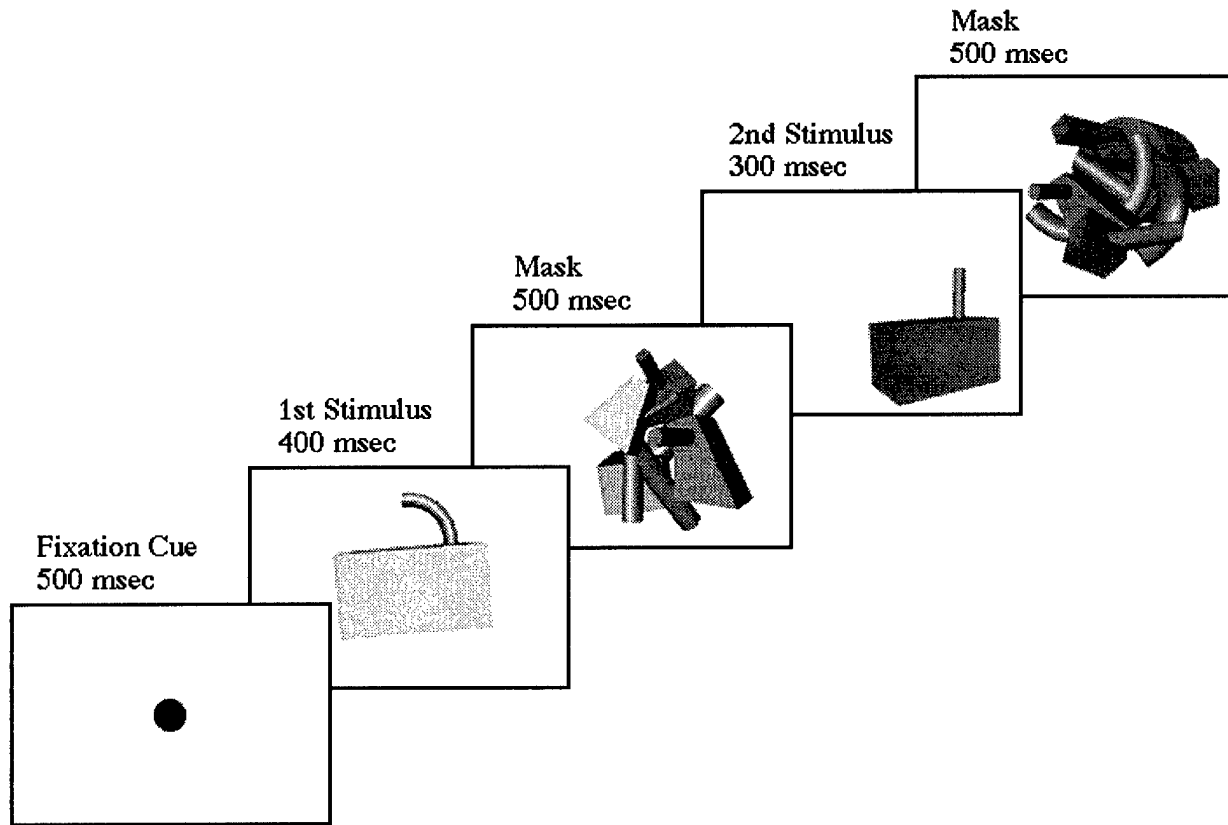 Mask
500 msec
2nd Stimulus
300 msec
Mask
500 msec
1st Stimulus
400 msec
Fixation Cue
500 msec